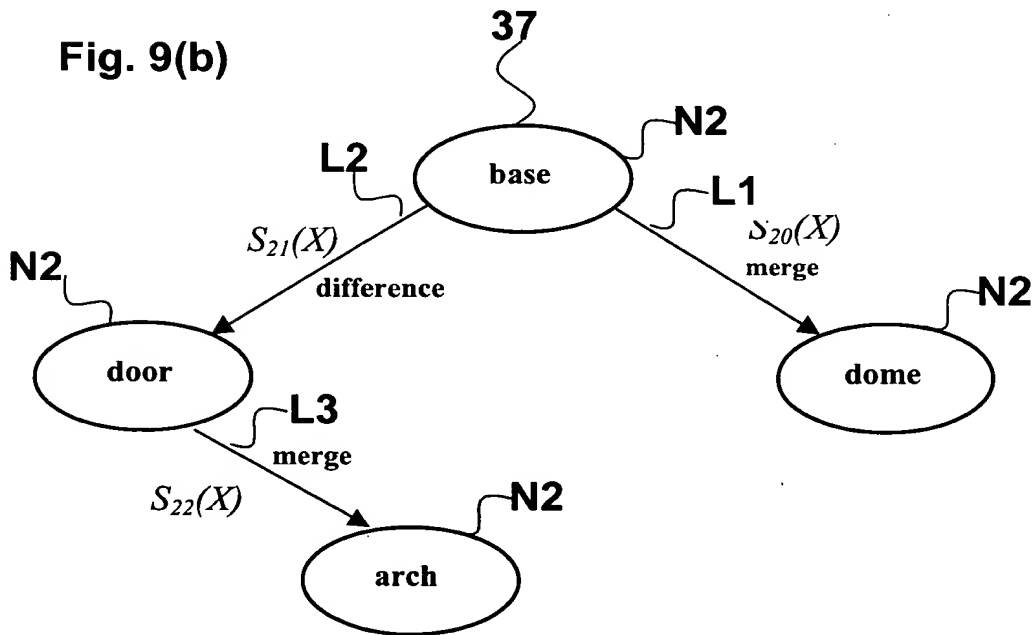 37
Fig. 9(b)
N2
base
L2
L1
S21(X)
S20(X)
difference
merge
N2
N2
door
dome
L3
merge
S22(X)
N2
arch